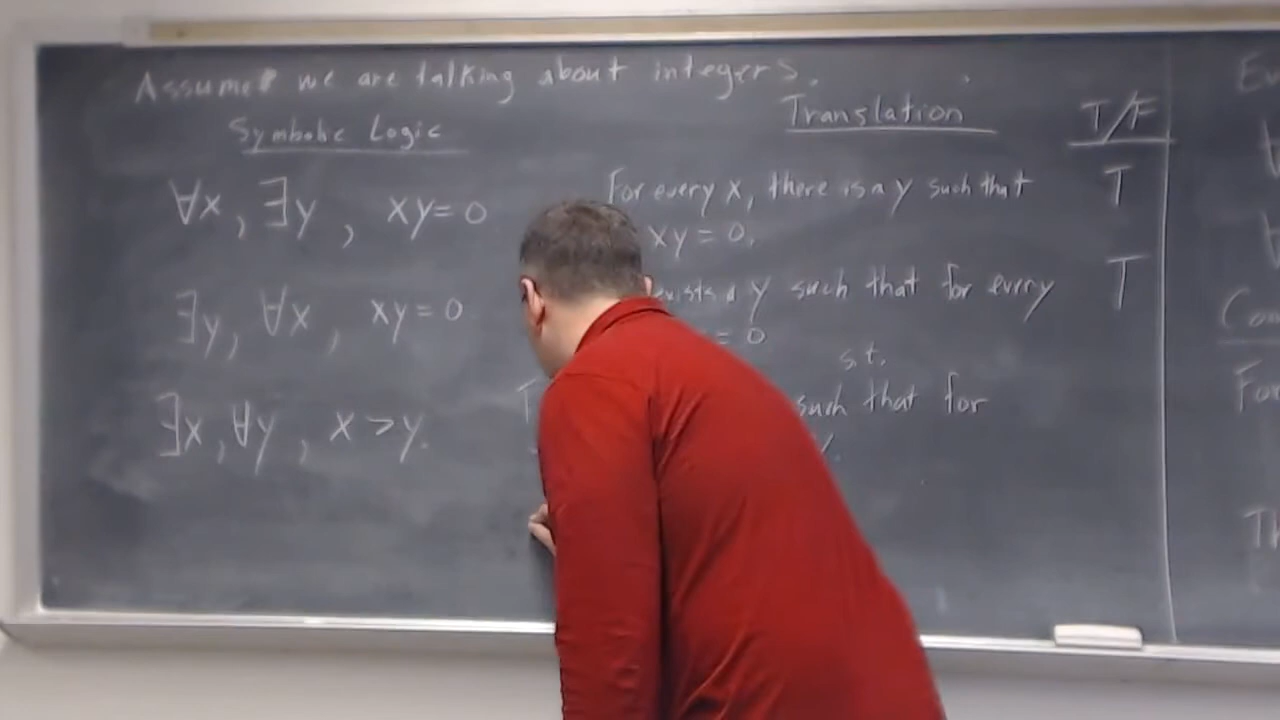 Assume we are talking about integers.
Symbolic Logic
Translation
T/F
∀x, ∃y, xy=0
For every x, there is a y such that
xy = 0.
T
∃y, ∀x, xy=0
exists a y such that for every
= 0
T
s.t.
∃x, ∀y, x>y.
such that for
y.
For